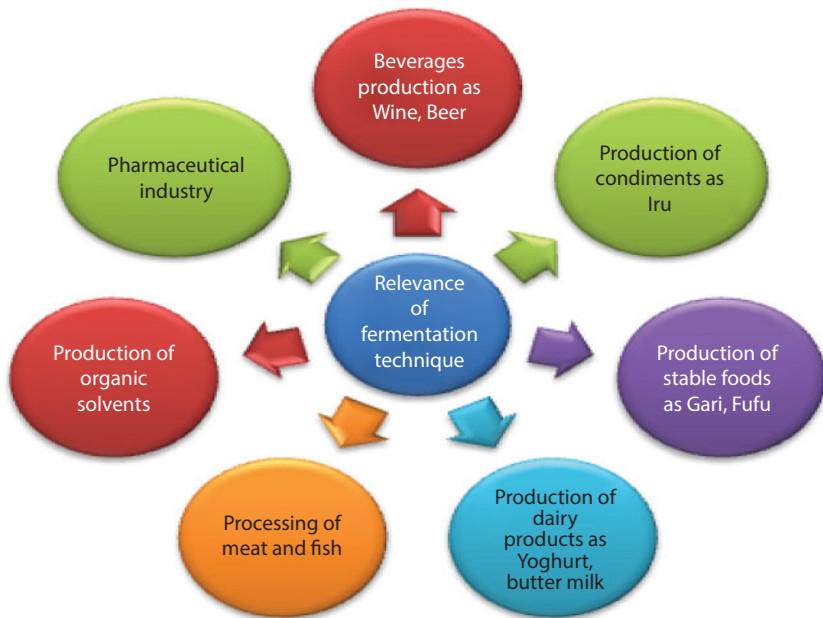 Beverages
production as
Wine, Beer
Pharmaceutical
industry
Production of
condiments as
Iru
Relevance
of
fermentation
technique
Production of
organic
solvents
Production of
stable foods
as Gari, Fufu
Processing of
meat and fish
Production of
dairy
products as
Yoghurt,
butter milk